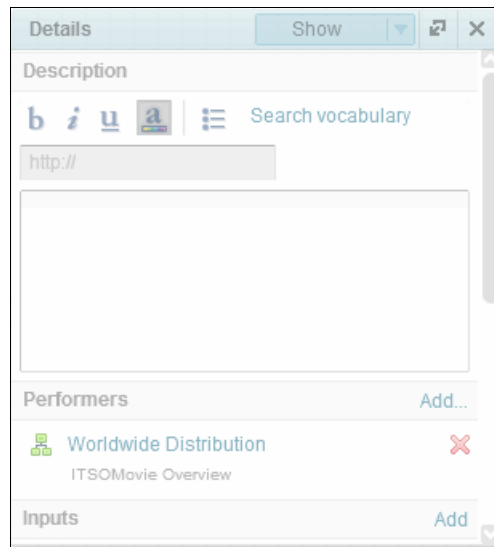 Details Show
Description
b i u a Search vocabulary
http://
Performers Add...
Worldwide Distribution
ITSOMovie Overview
Inputs Add